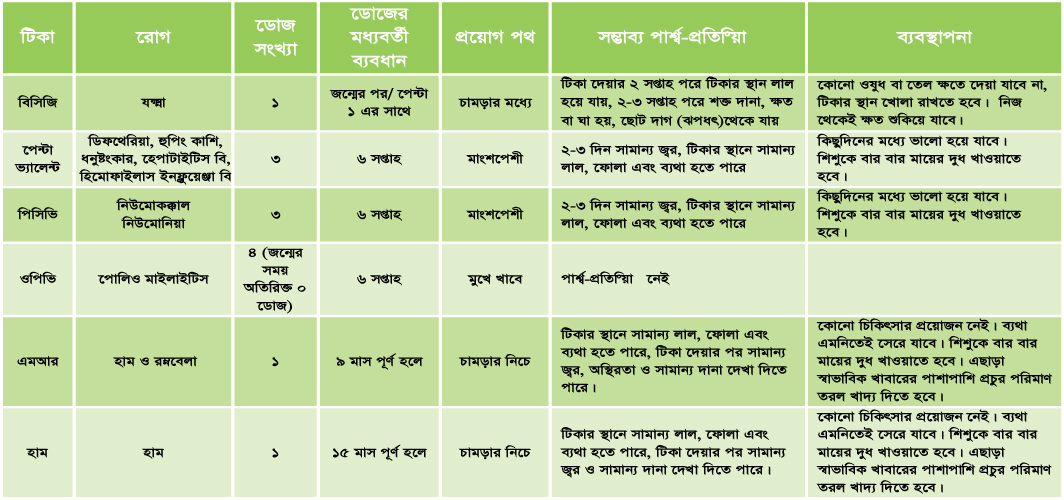 টিকা
রোগ
ডোজ
সংখ্যা
ডোজের
মধ্যবর্তী
ব্যবধান
প্রয়োগ পথ
সম্ভাব্য পার্শ্ব-প্রতিক্রিয়া
ব্যবস্থাপনা
বিসিজি
যক্ষ্মা
১
জন্মের পর/ পেন্টা
১ এর সাথে
চামড়ার মধ্যে
টিকা দেয়ার ২ সপ্তাহ পরে টিকার স্থান লাল
হয়ে যায়, ২-৩ সপ্তাহ পরে শক্ত দানা, ক্ষত
বা ঘা হয়, ছোট দাগ (ঝপধৎ)থেকে যায়
কোনো ওষুধ বা তেল ক্ষতে দেয়া যাবে না,
টিকার স্থান খোলা রাখতে হবে। নিজ
থেকেই ক্ষত শুকিয়ে যাবে।
পেন্টা
ভ্যালেন্ট
ডিফথেরিয়া, হুপিং কাশি,
ধনুষ্টংকার, হেপাটাইটিস বি,
হিমোফাইলাস ইনফ্লুয়েঞ্জা বি
৩
৬ সপ্তাহ
মাংশপেশী
২-৩ দিন সামান্য জ্বর, টিকার স্থানে সামান্য
লাল, ফোলা এবং ব্যথা হতে পারে
কিছুদিনের মধ্যে ভালো হয়ে যাবে।
শিশুকে বার বার মায়ের দুধ খাওয়াতে
হবে।
পিসিভি
নিউমোকক্কাল
নিউমোনিয়া
৩
৬ সপ্তাহ
মাংশপেশী
২-৩ দিন সামান্য জ্বর, টিকার স্থানে সামান্য
লাল, ফোলা এবং ব্যথা হতে পারে
কিছুদিনের মধ্যে ভালো হয়ে যাবে।
শিশুকে বার বার মায়ের দুধ খাওয়াতে
হবে।
ওপিভি
পোলিও মাইলাইটিস
৪ (জন্মের
সময়
অতিরিক্ত ০
ডোজ)
৬ সপ্তাহ
মুখে খাবে
পার্শ্ব-প্রতিক্রিয়া নেই
এমআর
হাম ও রুবেলা
১
৯ মাস পূর্ণ হলে
চামড়ার নিচে
টিকার স্থানে সামান্য লাল, ফোলা এবং
ব্যথা হতে পারে, টিকা দেয়ার পর সামান্য
জ্বর, অস্থিরতা ও সামান্য দানা দেখা দিতে
পারে।
কোনো চিকিৎসার প্রয়োজন নেই। ব্যথা
এমনিতেই সেরে যাবে। শিশুকে বার বার
মায়ের দুধ খাওয়াতে হবে। এছাড়া
স্বাভাবিক খাবারের পাশাপাশি প্রচুর পরিমাণ
তরল খাদ্য দিতে হবে।
হাম
হাম
১
১৫ মাস পূর্ণ হলে
চামড়ার নিচে
টিকার স্থানে সামান্য লাল, ফোলা এবং
ব্যথা হতে পারে, টিকা দেয়ার পর সামান্য
জ্বর ও সামান্য দানা দেখা দিতে পারে।
কোনো চিকিৎসার প্রয়োজন নেই। ব্যথা
এমনিতেই সেরে যাবে। শিশুকে বার বার
মায়ের দুধ খাওয়াতে হবে। এছাড়া
স্বাভাবিক খাবারের পাশাপাশি প্রচুর পরিমাণ
তরল খাদ্য দিতে হবে।